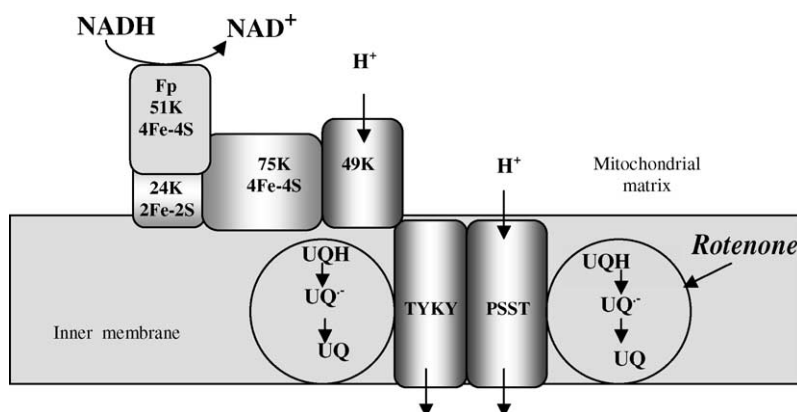 NADH NAD⁺
Fp
51K
4Fe-4S
24K
2Fe-2S
75K
4Fe-4S
H⁺
49K
H⁺
Mitochondrial
matrix
Rotenone
UQH
UQ·⁻
UQ
TYKY
PSST
UQH
UQ·⁻
UQ
Inner membrane